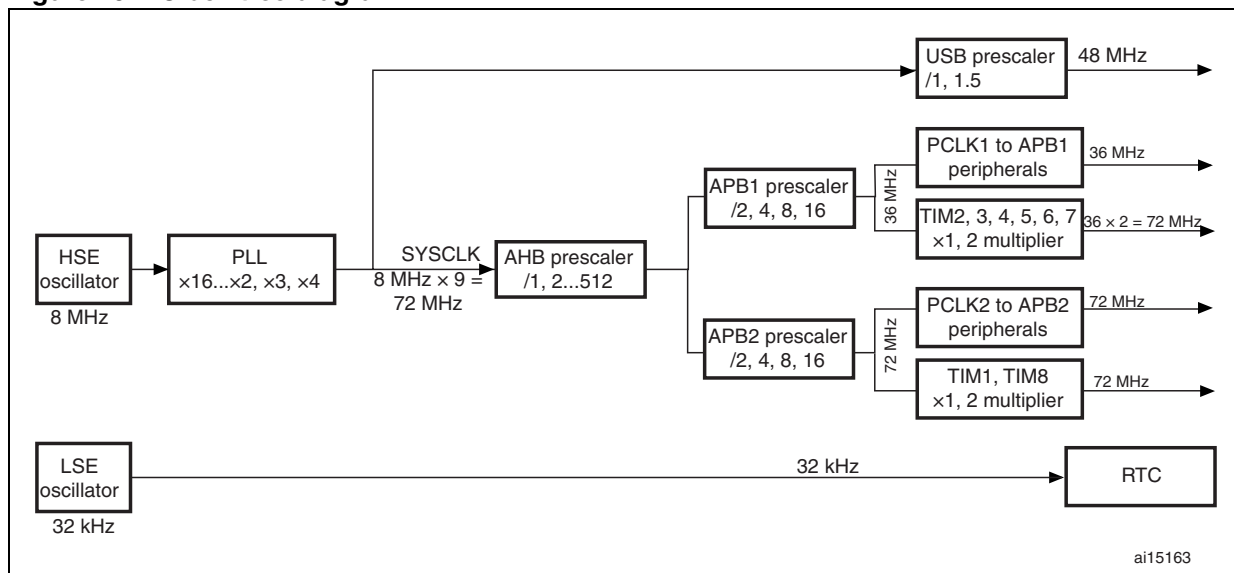 USB prescaler
/1, 1.5
48 MHz
PCLK1 to APB1
peripherals
36 MHz
APB1 prescaler
/2, 4, 8, 16
36 MHz
TIM2, 3, 4, 5, 6, 7
×1, 2 multiplier
36 × 2 = 72 MHz
HSE
oscillator
8 MHz
PLL
×16...×2, ×3, ×4
SYSCLK
8 MHz × 9 =
72 MHz
AHB prescaler
/1, 2...512
PCLK2 to APB2
peripherals
72 MHz
APB2 prescaler
/2, 4, 8, 16
72 MHz
TIM1, TIM8
×1, 2 multiplier
72 MHz
LSE
oscillator
32 kHz
32 kHz
RTC
ai15163